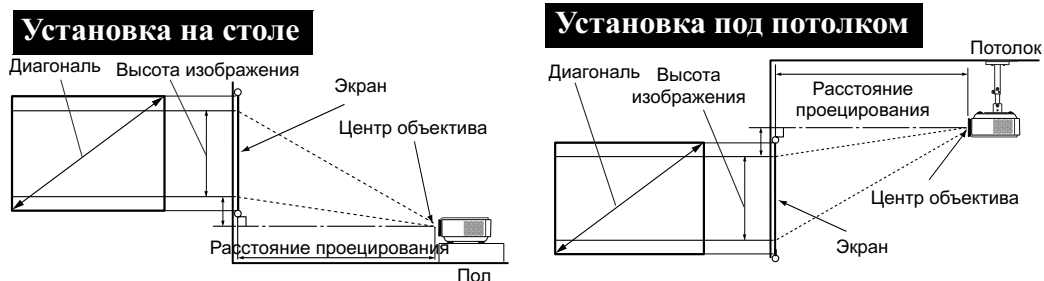 Установка на столе
Диагональ
Высота изображения
Экран
Центр объектива
Расстояние проецирования
Пол
Установка под потолком
Потолок
Диагональ
Высота
изображения
Расстояние
проецирования
Центр объектива
Экран